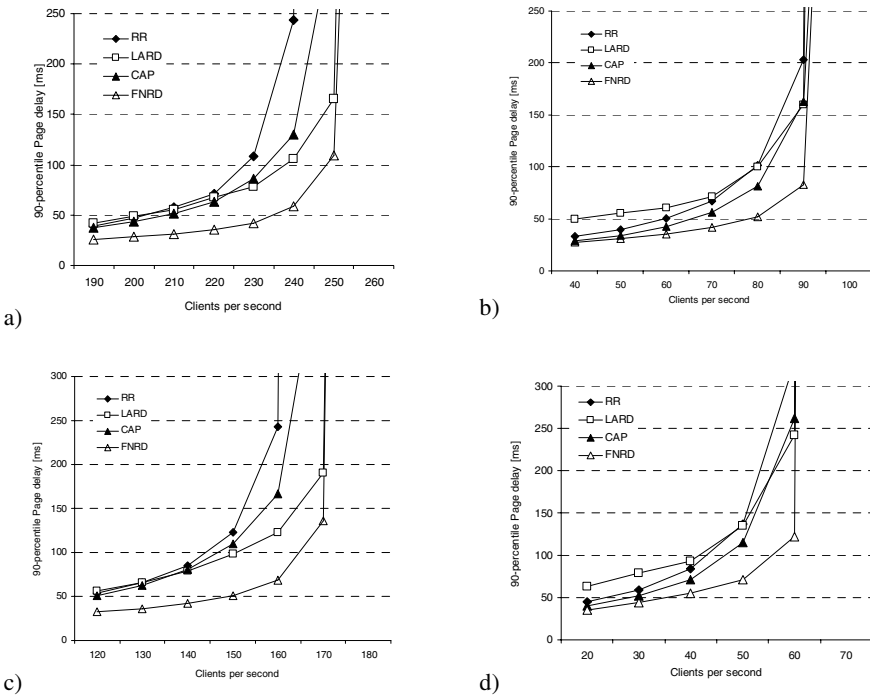 250
200
150
100
50
0
90-percentile Page delay [ms]
RR
LARD
CAP
FNRD
190 200 210 220 230 240 250 260
Clients per second
a)
250
200
150
100
50
0
90-percentile Page delay [ms]
RR
LARD
CAP
FNRD
40 50 60 70 80 90 100
Clients per second
b)
300
250
200
150
100
50
0
90-percentile Page delay [ms]
RR
LARD
CAP
FNRD
120 130 140 150 160 170 180
Clients per second
c)
300
250
200
150
100
50
0
90-percentile Page delay [ms]
RR
LARD
CAP
FNRD
20 30 40 50 60 70
Clients per second
d)